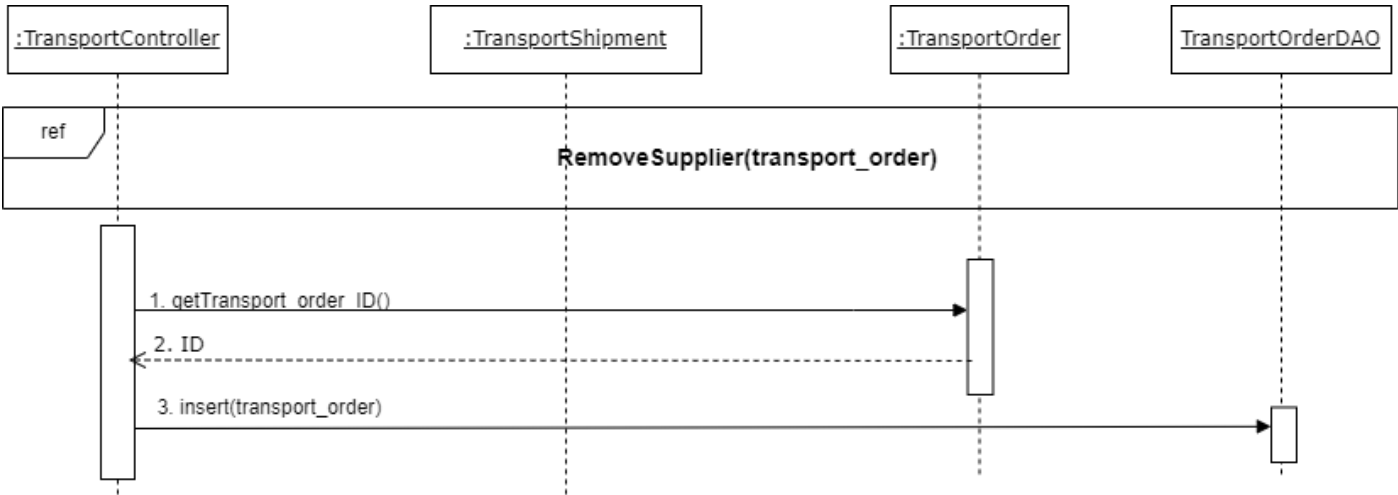 :TransportController
:TransportShipment
:TransportOrder
TransportOrderDAO
ref
RemoveSupplier(transport_order)
1. getTransport_order_ID()
2. ID
3. insert(transport_order)